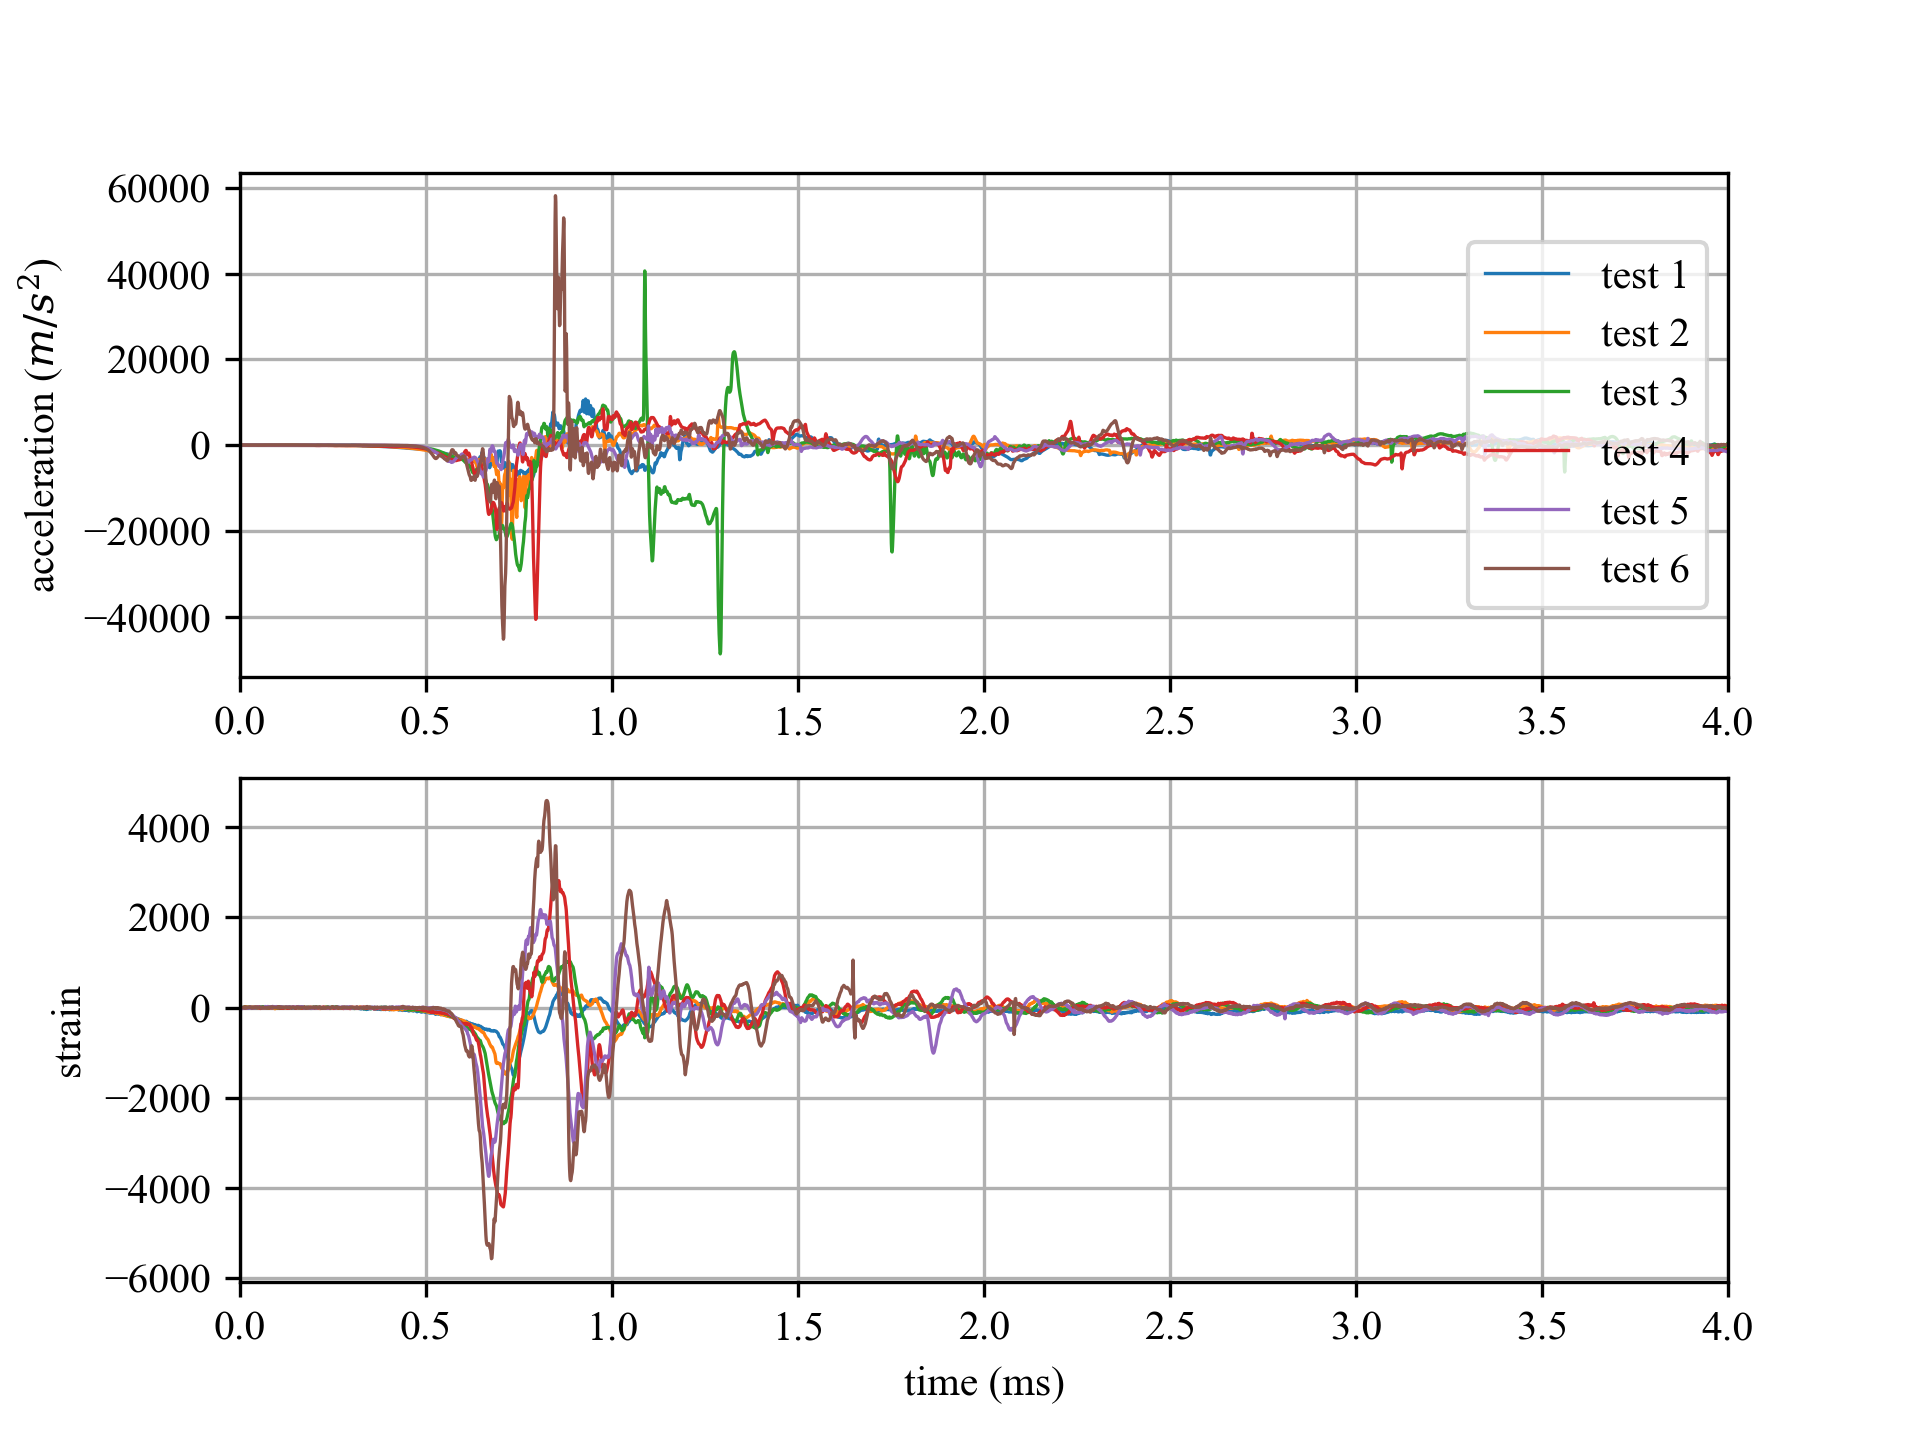 60000
40000
20000
0
−20000
−40000
acceleration (m/s²)
test 1
test 2
test 3
test 4
test 5
test 6
0.0 0.5 1.0 1.5 2.0 2.5 3.0 3.5 4.0
4000
2000
0
−2000
−4000
−6000
strain
0.0 0.5 1.0 1.5 2.0 2.5 3.0 3.5 4.0
time (ms)